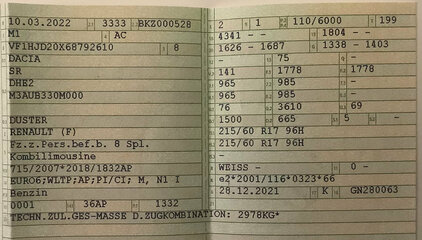 10.03.2022 3333 BKZ000528
M1 AC
VF1HJD20X68792610 8
DACIA
SR
DHE2
M3AUB330M000
DUSTER
RENAULT (F)
Fz.z.Pers.bef.b. 8 Spl.
Kombilimousine
715/2007*2018/1832AP
EURO6;WLTP;AP;PI/CI; M, N1 I
Benzin
0001 36AP 1332
TECHN.ZUL.GES-MASSE D.ZUGKOMBINATION: 2978KG*
2 1 110/6000 199
4341 - - 1804 - -
1626 - 1687 1338 - 1403
- 75 -
141 1778 1778
965 985 -
965 985 -
76 3610 69
1500 665 5 -
215/60 R17 96H
215/60 R17 96H
-
WEISS - 0 -
e2*2001/116*0323*66
28.12.2021 K GN280063